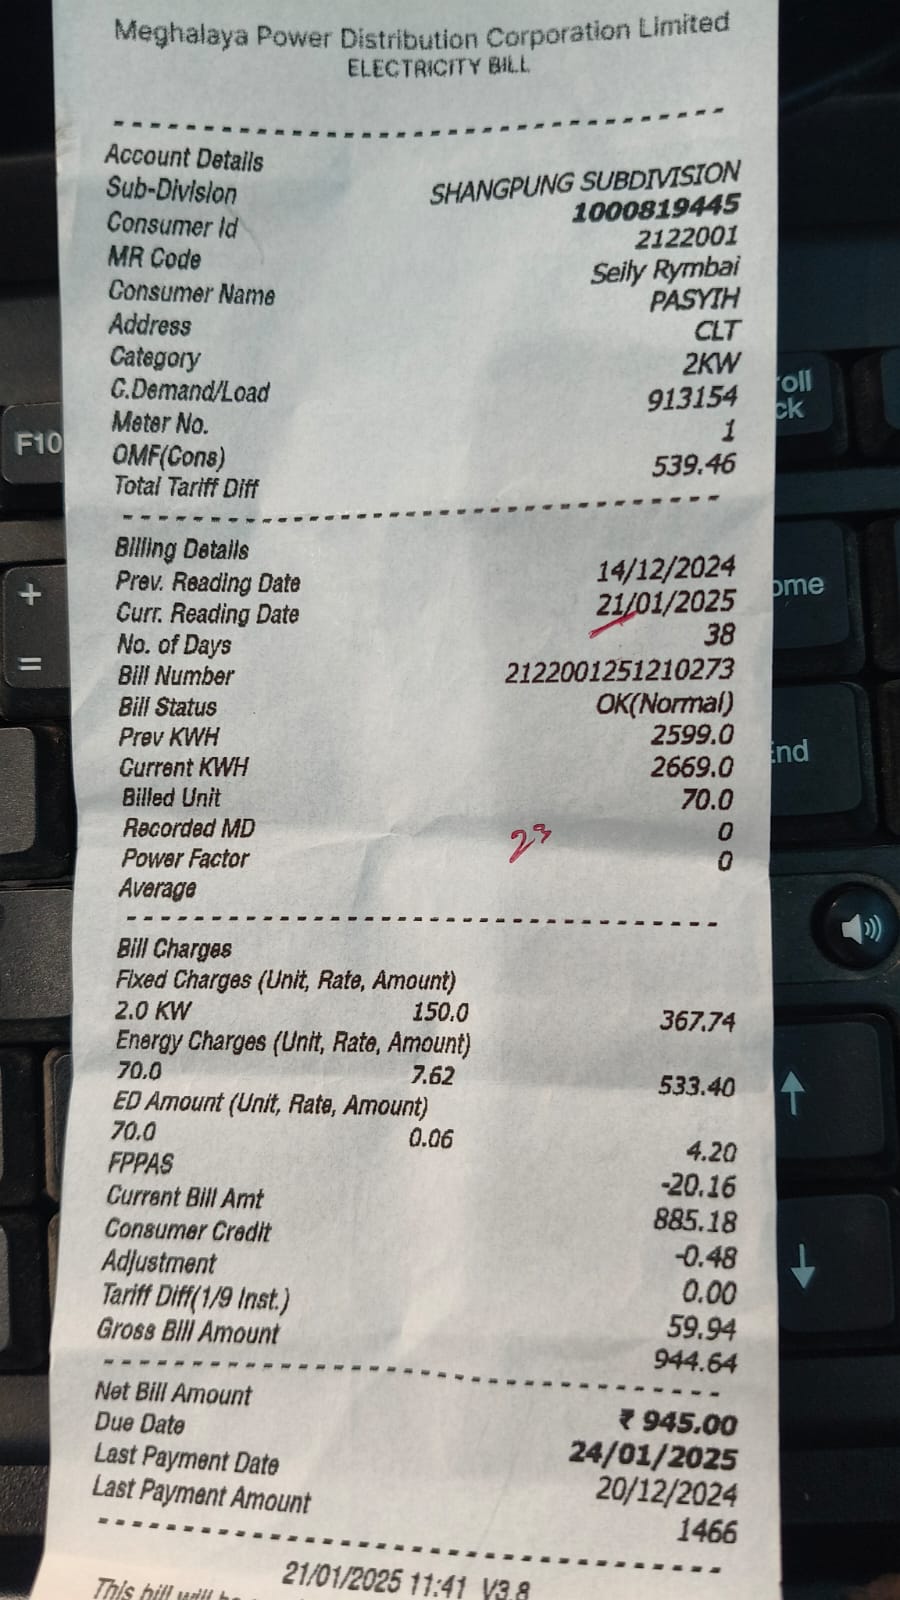 Meghalaya Power Distribution Corporation Limited
ELECTRICITY BILL
Account Details
Sub-Division SHANGPUNG SUBDIVISION
Consumer Id 1000819445
MR Code 2122001
Consumer Name Seily Rymbai
Address PASYIH
Category CLT
C.Demand/Load 2KW
Meter No. 913154
OMF(Cons) 1
Total Tariff Diff 539.46
Billing Details
Prev. Reading Date 14/12/2024
Curr. Reading Date 21/01/2025
No. of Days 38
Bill Number 2122001251210273
Bill Status OK(Normal)
Prev KWH 2599.0
Current KWH 2669.0
Billed Unit 70.0
Recorded MD 0
23
Power Factor 0
Average
Bill Charges
Fixed Charges (Unit, Rate, Amount)
2.0 KW 150.0 367.74
Energy Charges (Unit, Rate, Amount)
70.0 7.62 533.40
ED Amount (Unit, Rate, Amount)
70.0 0.06 4.20
FPPAS -20.16
Current Bill Amt 885.18
Consumer Credit -0.48
Adjustment 0.00
Tariff Diff(1/9 Inst.) 59.94
Gross Bill Amount 944.64
Net Bill Amount ₹ 945.00
Due Date 24/01/2025
Last Payment Date 20/12/2024
Last Payment Amount 1466
21/01/2025 11:41 V3.8
This bill will
F10
+
=
oll
ck
ome
End